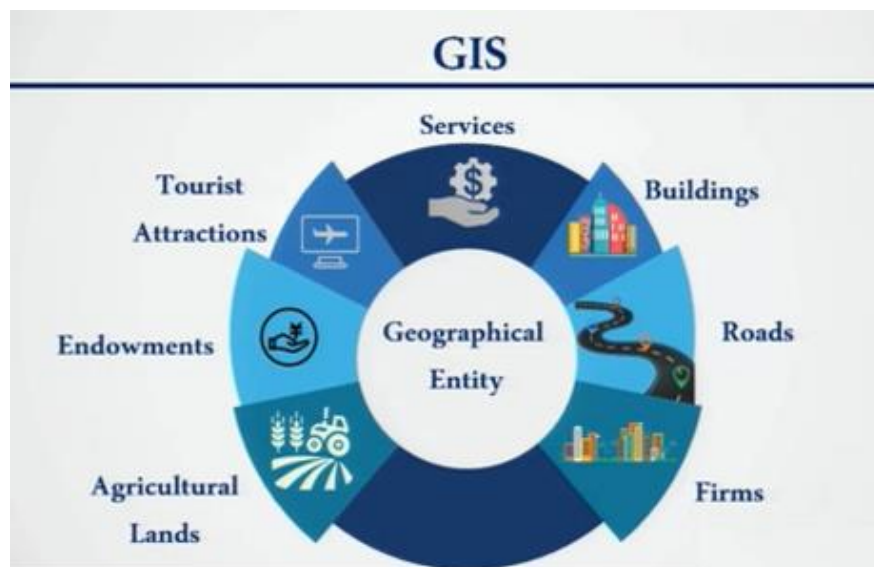 GIS
Services
Tourist
Attractions
Buildings
$
Endowments
Geographical
Entity
Roads
Agricultural
Lands
Firms